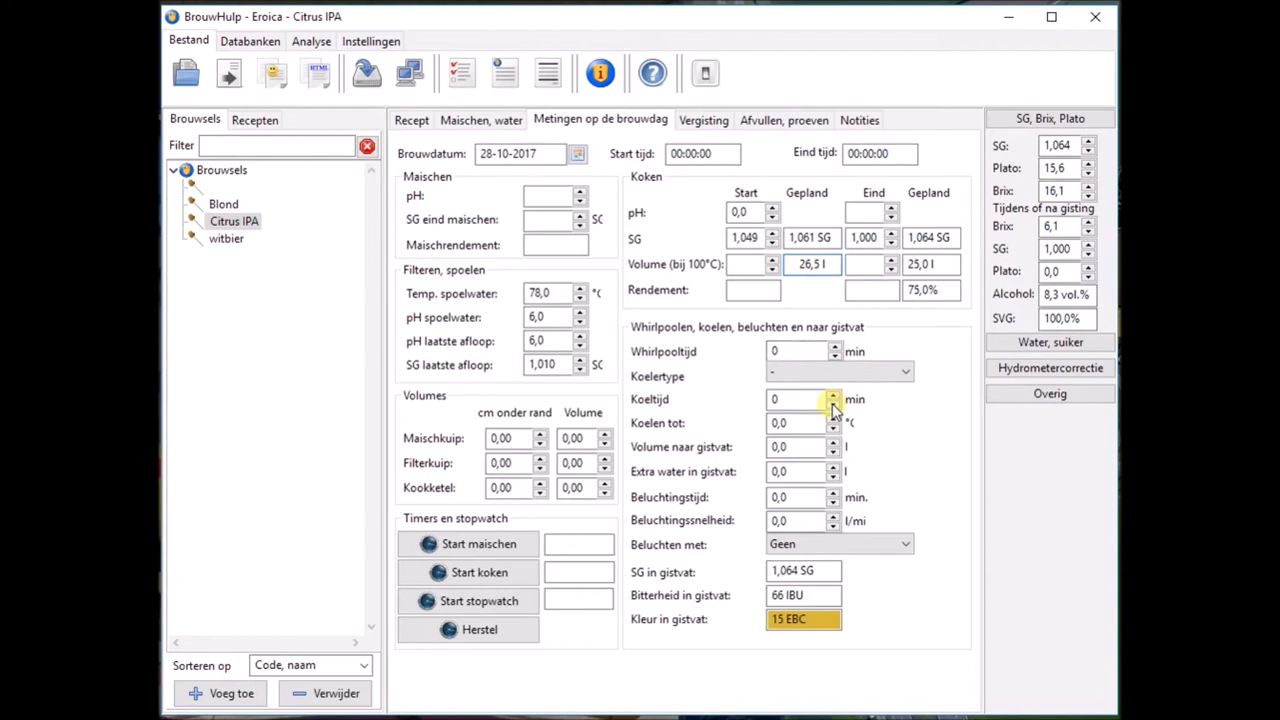 BrouwHulp - Eroica - Citrus IPA
Bestand Databanken Analyse Instellingen
HTML
Brouwsels Recepten
Filter
Brouwsels
Blond
Citrus IPA
witbier
Sorteren op Code, naam
Voeg toe Verwijder
Recept Maischen, water Metingen op de brouwdag Vergisting Afvullen, proeven Notities
Brouwdatum: 28-10-2017 Start tijd: 00:00:00 Eind tijd: 00:00:00
Maischen
pH:
SG eind maischen: SC
Maischrendement:
Filteren, spoelen
Temp. spoelwater: 78,0 °C
pH spoelwater: 6,0
pH laatste afloop: 6,0
SG laatste afloop: 1,010 SC
Volumes
cm onder rand Volume
Maischkuip: 0,00 0,00
Filterkuip: 0,00 0,00
Kookketel: 0,00 0,00
Timers en stopwatch
Start maischen
Start koken
Start stopwatch
Herstel
Koken
Start Gepland Eind Gepland
pH: 0,0
SG 1,049 1,061 SG 1,000 1,064 SG
Volume (bij 100°C): 26,5 l 25,0 l
Rendement: 75,0%
Whirlpoolen, koelen, beluchten en naar gistvat
Whirlpooltijd 0 min
Koelertype -
Koeltijd 0 min
Koelen tot: 0,0 °C
Volume naar gistvat: 0,0 l
Extra water in gistvat: 0,0 l
Beluchtingstijd: 0,0 min.
Beluchtingssnelheid: 0,0 l/mi
Beluchten met: Geen
SG in gistvat: 1,064 SG
Bitterheid in gistvat: 66 IBU
Kleur in gistvat: 15 EBC
SG, Brix, Plato
SG: 1,064
Plato: 15,6
Brix: 16,1
Tijdens of na gisting
Brix: 6,1
SG: 1,000
Plato: 0,0
Alcohol: 8,3 vol.%
SVG: 100,0%
Water, suiker
Hydrometercorrectie
Overig